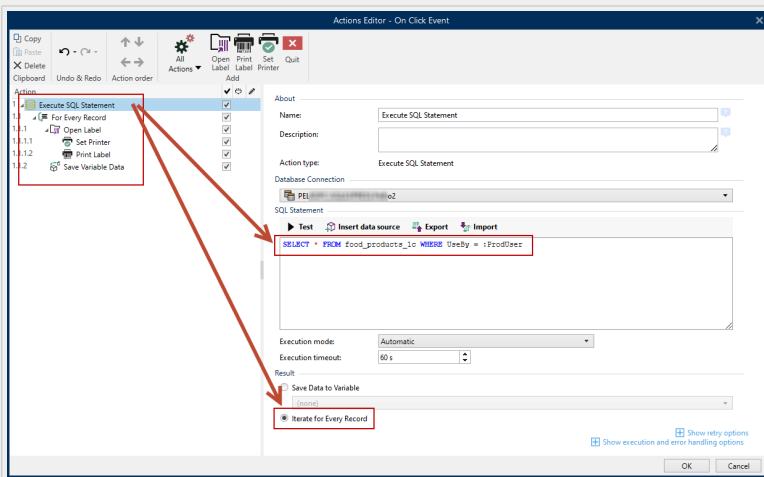 Actions Editor - On Click Event
Copy
Paste
Delete
Clipboard
Undo & Redo
Action order
All Actions
Open Label
Print Label
Set Printer
Quit
Add
Action
1 Execute SQL Statement
For Every Record
1.1.1 Open Label
1.1.1.1 Set Printer
1.1.1.2 Print Label
Save Variable Data
About
Name: Execute SQL Statement
Description:
Action type: Execute SQL Statement
Database Connection
PEL o2
SQL Statement
Test Insert data source Export Import
SELECT * FROM food_products_1c WHERE UseBy = :ProdUser
Execution mode: Automatic
Execution timeout: 60 s
Result
Save Data to Variable
(none)
Iterate for Every Record
Show retry options
Show execution and error handling options
OK Cancel